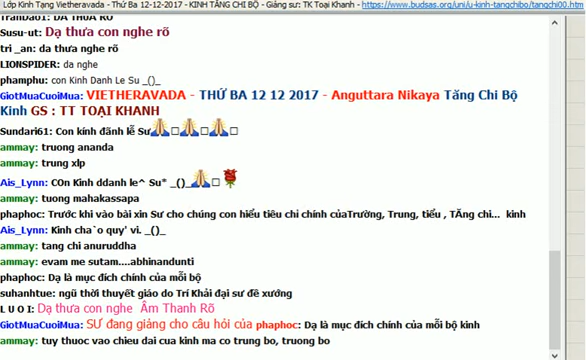 Lớp Kinh Tạng Vietheravada - Thứ Ba 12-12-2017 - KINH TĂNG CHI BỘ - Giảng sư: TK Toại Khanh - https://www.budsas.org/uni/u-kinh-tangchibo/tangchi00.htm
TranBao1: DA THUA RO
Susu-ut: Dạ thưa con nghe rõ
tri _an: da thưa nghe rõ
LIONSPIDER: da nghe
phamphu: con Kinh Danh Le Su _()_
GiotMuaCuoiMua: VIETHERAVADA - THỨ BA 12 12 2017 - Anguttara Nikaya Tăng Chi Bộ
Kinh GS : TT TOẠI KHANH
Sundari61: Con kính đãnh lễ Sư🙏□🙏□🙏□
ammay: truong ananda
ammay: trung xlp
Ais_Lynn: COn Kinh ddanh le^ Su* _()_🙏□🌹
ammay: tuong mahakassapa
phaphoc: Trước khi vào bài xin Sư cho chúng con hiểu tiêu chi chính củaTrường, Trung, tiểu , TĂng chi... kinh
Ais_Lynn: Kinh cha`o quy' vi. _()_
ammay: tang chi anuruddha
ammay: evam me sutam....abhinandunti
phaphoc: Dạ là mục đích chính của mỗi bộ
suhanhtue: ngũ thời thuyết giáo do Trí Khải đại sư đề xướng
L U O I: Dạ thưa con nghe  Âm Thanh Rõ
GiotMuaCuoiMua: SƯ đang giảng cho câu hỏi của phaphoc: Dạ là mục đích chính của mỗi bộ kinh
ammay: tuy thuoc vao chieu dai cua kinh ma co trung bo, truong bo